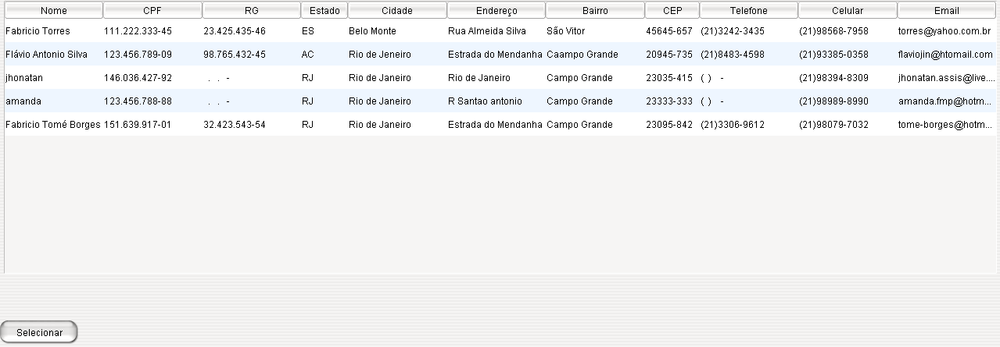 Nome CPF RG Estado Cidade Endereço Bairro CEP Telefone Celular Email
Fabricio Torres 111.222.333-45 23.425.435-46 ES Belo Monte Rua Almeida Silva São Vitor 45645-657 (21)3242-3435 (21)98568-7958 torres@yahoo.com.br
Flávio Antonio Silva 123.456.789-09 98.765.432-45 AC Rio de Jeneiro Estrada do Mendanha Caampo Grande 20945-735 (21)8483-4598 (21)93385-0358 flaviojin@htomail.com
jhonatan 146.036.427-92 . . - RJ Rio de Janeiro Rio de Janeiro Campo Grande 23035-415 ( ) - (21)98394-8309 jhonatan.assis@live....
amanda 123.456.788-88 . . - RJ Rio de Janeiro R Santao antonio Campo Grande 23333-333 ( ) - (21)98989-8990 amanda.fmp@hotm...
Fabricio Tomé Borges 151.639.917-01 32.423.543-54 RJ Rio de Janeiro Estrada do Mendanha Campo Grande 23095-842 (21)3306-9612 (21)98079-7032 tome-borges@hotm...
Selecionar